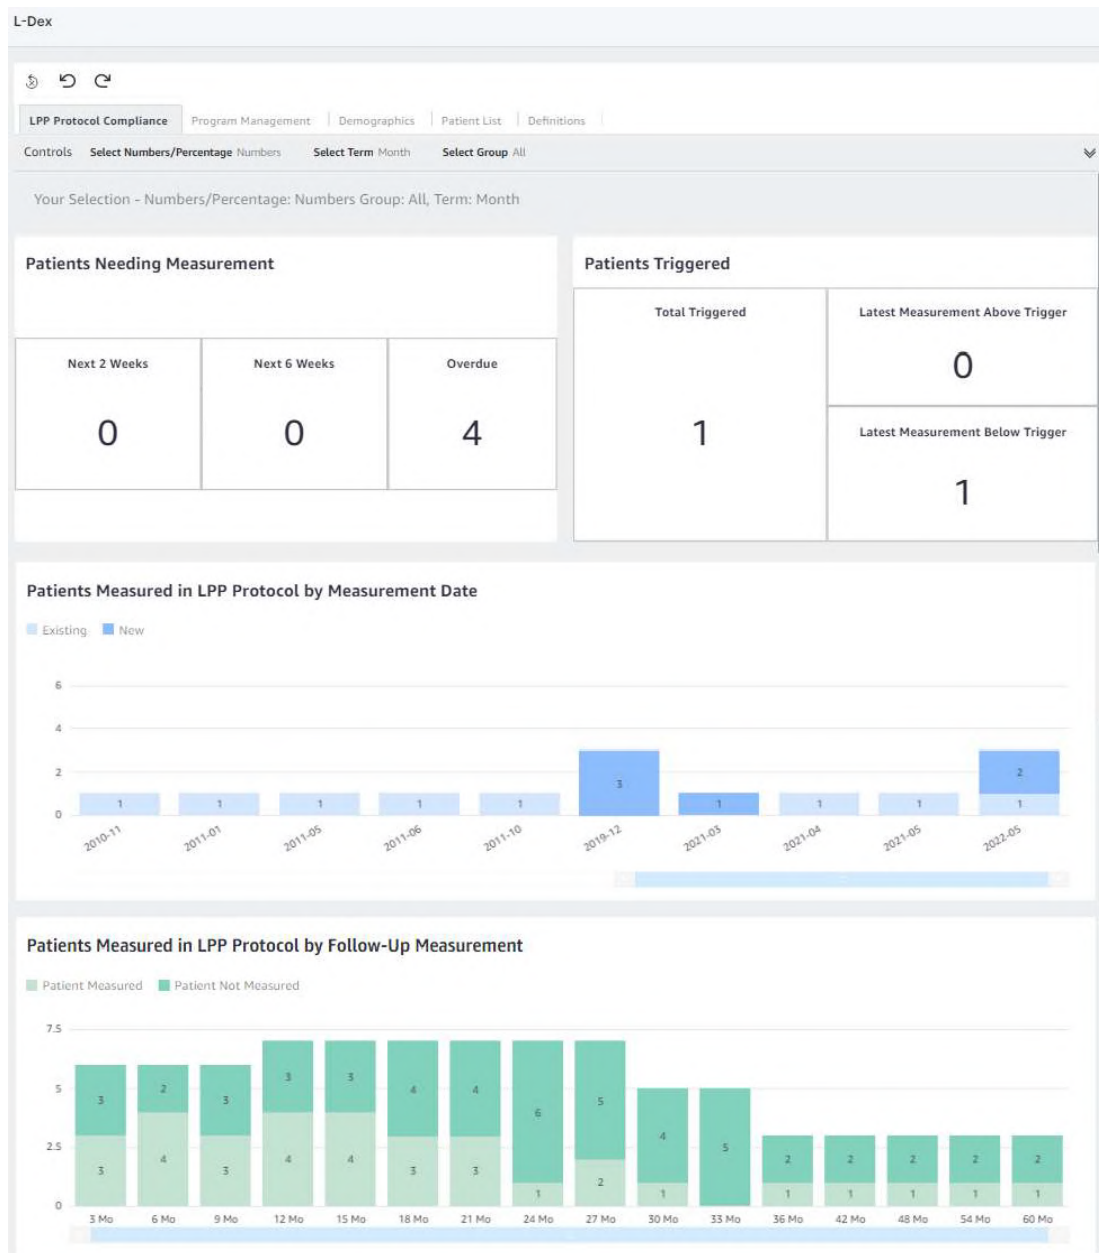 L-Dex
LPP Protocol Compliance Program Management Demographics Patient List Definitions
Controls Select Numbers/Percentage Numbers Select Term Month Select Group All
Your Selection - Numbers/Percentage: Numbers Group: All, Term: Month
Patients Needing Measurement
Next 2 Weeks Next 6 Weeks Overdue
0 0 4
Patients Triggered
Total Triggered
1
Latest Measurement Above Trigger
0
Latest Measurement Below Trigger
1
Patients Measured in LPP Protocol by Measurement Date
Existing New
6
4
2
0
1 1 1 1 1 3 1 1 1 2 1
2010-11 2011-01 2011-05 2011-06 2011-10 2019-12 2021-03 2021-04 2021-05 2022-05
Patients Measured in LPP Protocol by Follow-Up Measurement
Patient Measured Patient Not Measured
7.5
5
2.5
0
3 2 3 3 3 4 4 6 5 4 5 2 2 2 2 2
3 4 3 4 4 3 3 1 2 1 1 1 1 1 1
3 Mo 6 Mo 9 Mo 12 Mo 15 Mo 18 Mo 21 Mo 24 Mo 27 Mo 30 Mo 33 Mo 36 Mo 42 Mo 48 Mo 54 Mo 60 Mo